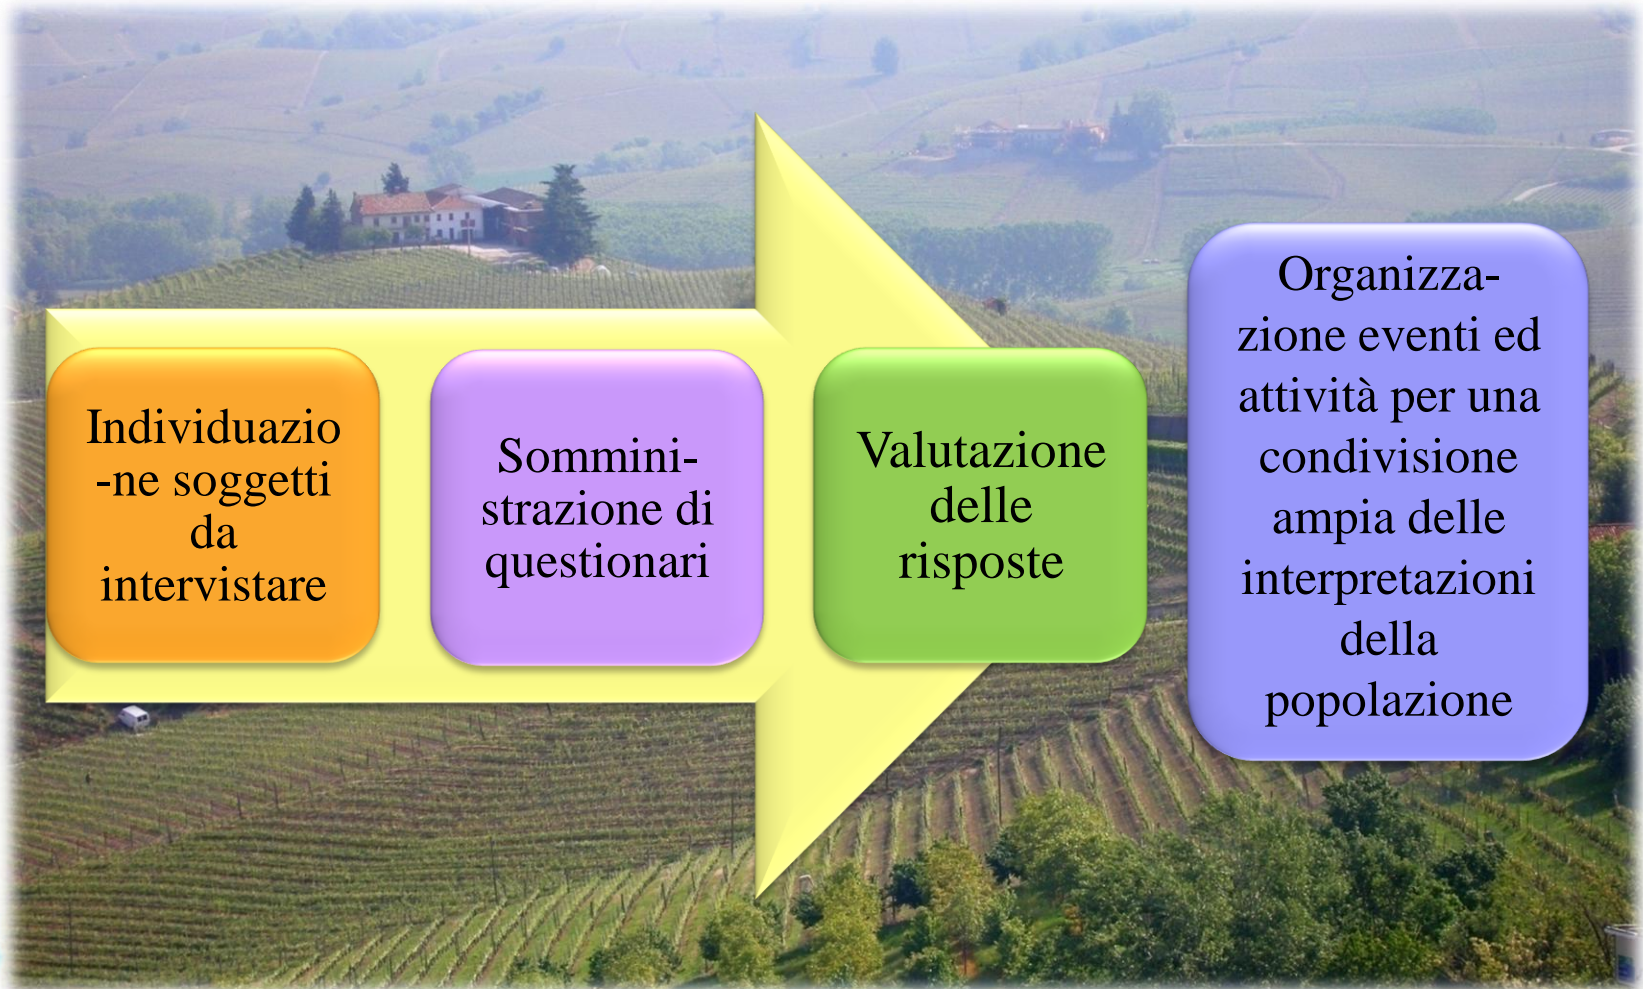 Individuazio
-ne soggetti
da
intervistare
Sommini-
strazione di
questionari
Valutazione
delle
risposte
Organizza-
zione eventi ed
attività per una
condivisione
ampia delle
interpretazioni
della
popolazione